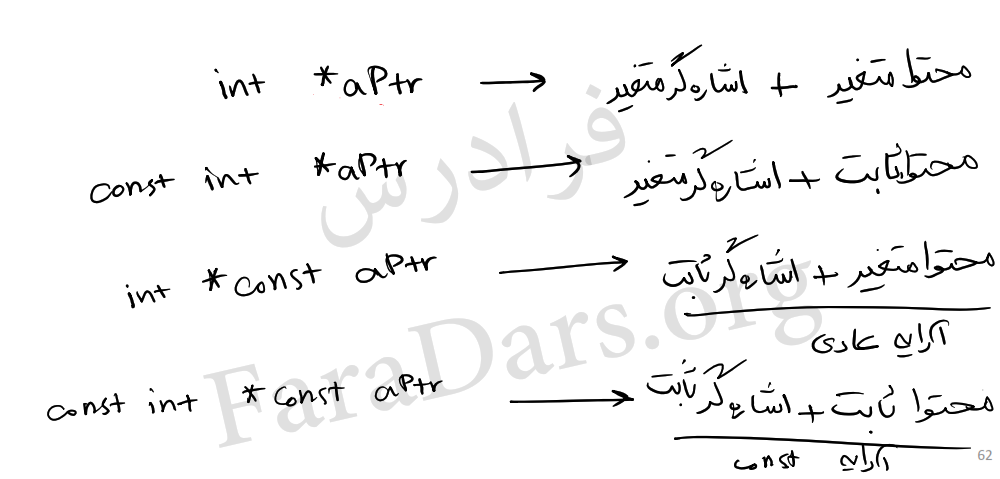 int *aPtr → محتوا متغیر + اشاره گر متغیر
const int *aPtr → محتوا ثابت + اشاره گر متغیر
int *const aPtr → محتوا متغیر + اشاره گر ثابت
آرایه عادی
const int *const aPtr → محتوا ثابت + اشاره گر ثابت
آرایه const
فرادرس
FaraDars.org
62